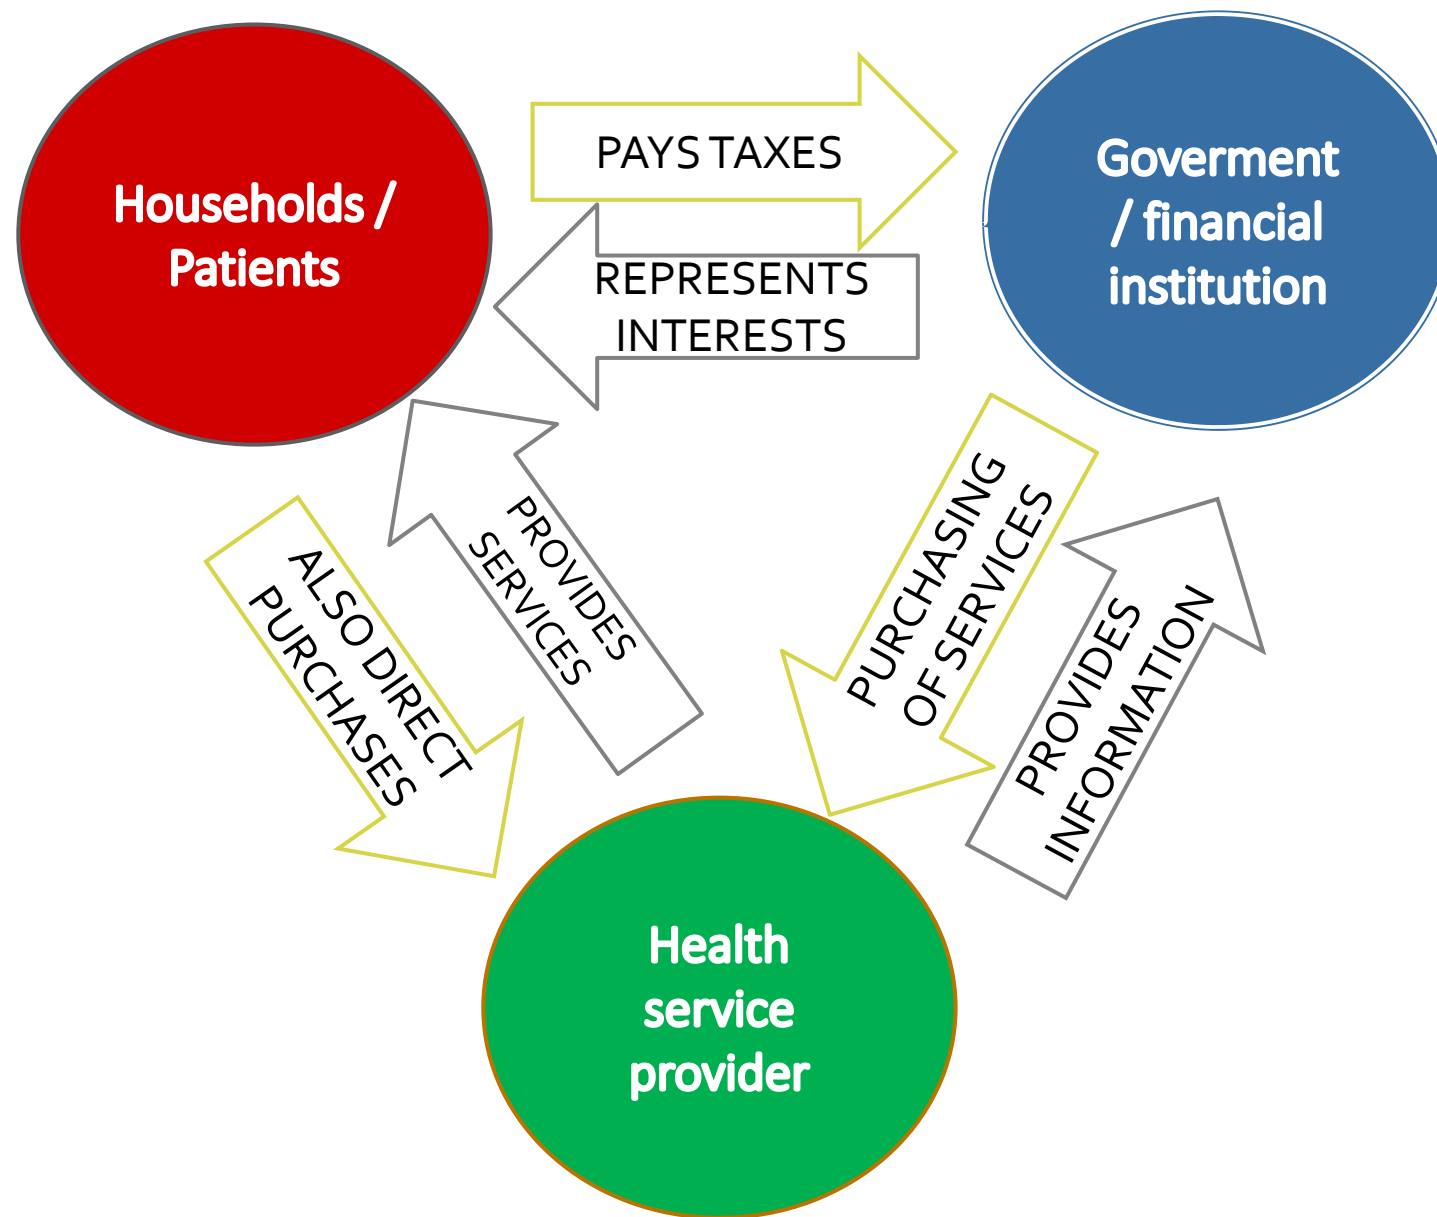 Households /
Patients
PAYS TAXES
Goverment
/ financial
institution
REPRESENTS
INTERESTS
ALSO DIRECT
PURCHASES
PROVIDES
SERVICES
PURCHASING
OF SERVICES
PROVIDES
INFORMATION
Health
service
provider